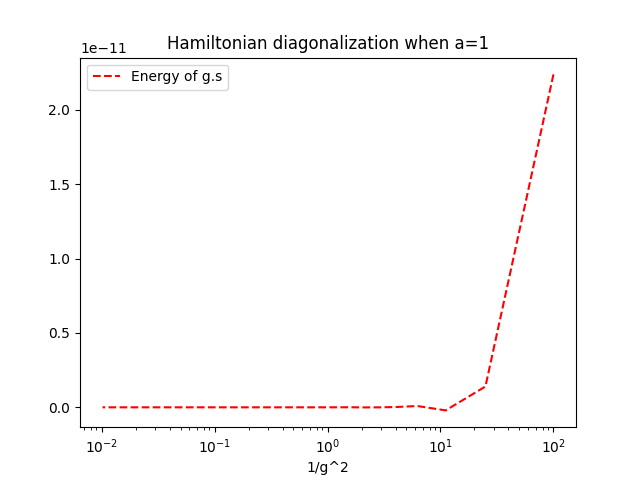 Hamiltonian diagonalization when a=1
1e−11
Energy of g.s
2.0
1.5
1.0
0.5
0.0
10^−2 10^−1 10^0 10^1 10^2
1/g^2